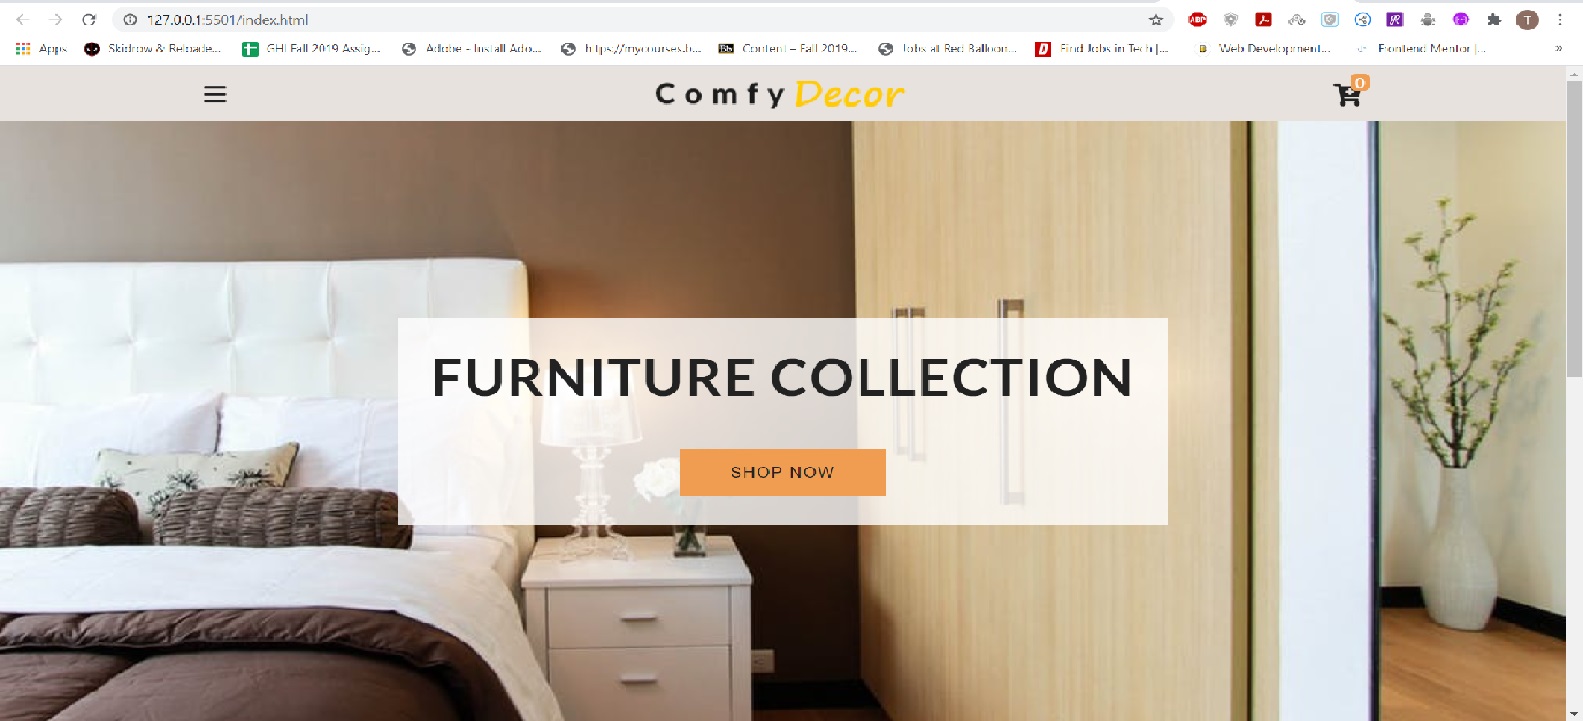 127.0.0.1:5501/index.html
ABP
T
Apps Skidrow & Reloade... GHI Fall 2019 Assig... Adobe - Install Ado... https://mycourses.b... Bb Content – Fall 2019... Jobs at Red Balloon... D Find Jobs in Tech |... Web Development... Frontend Mentor |... »
Comfy Decor
0
FURNITURE COLLECTION
SHOP NOW